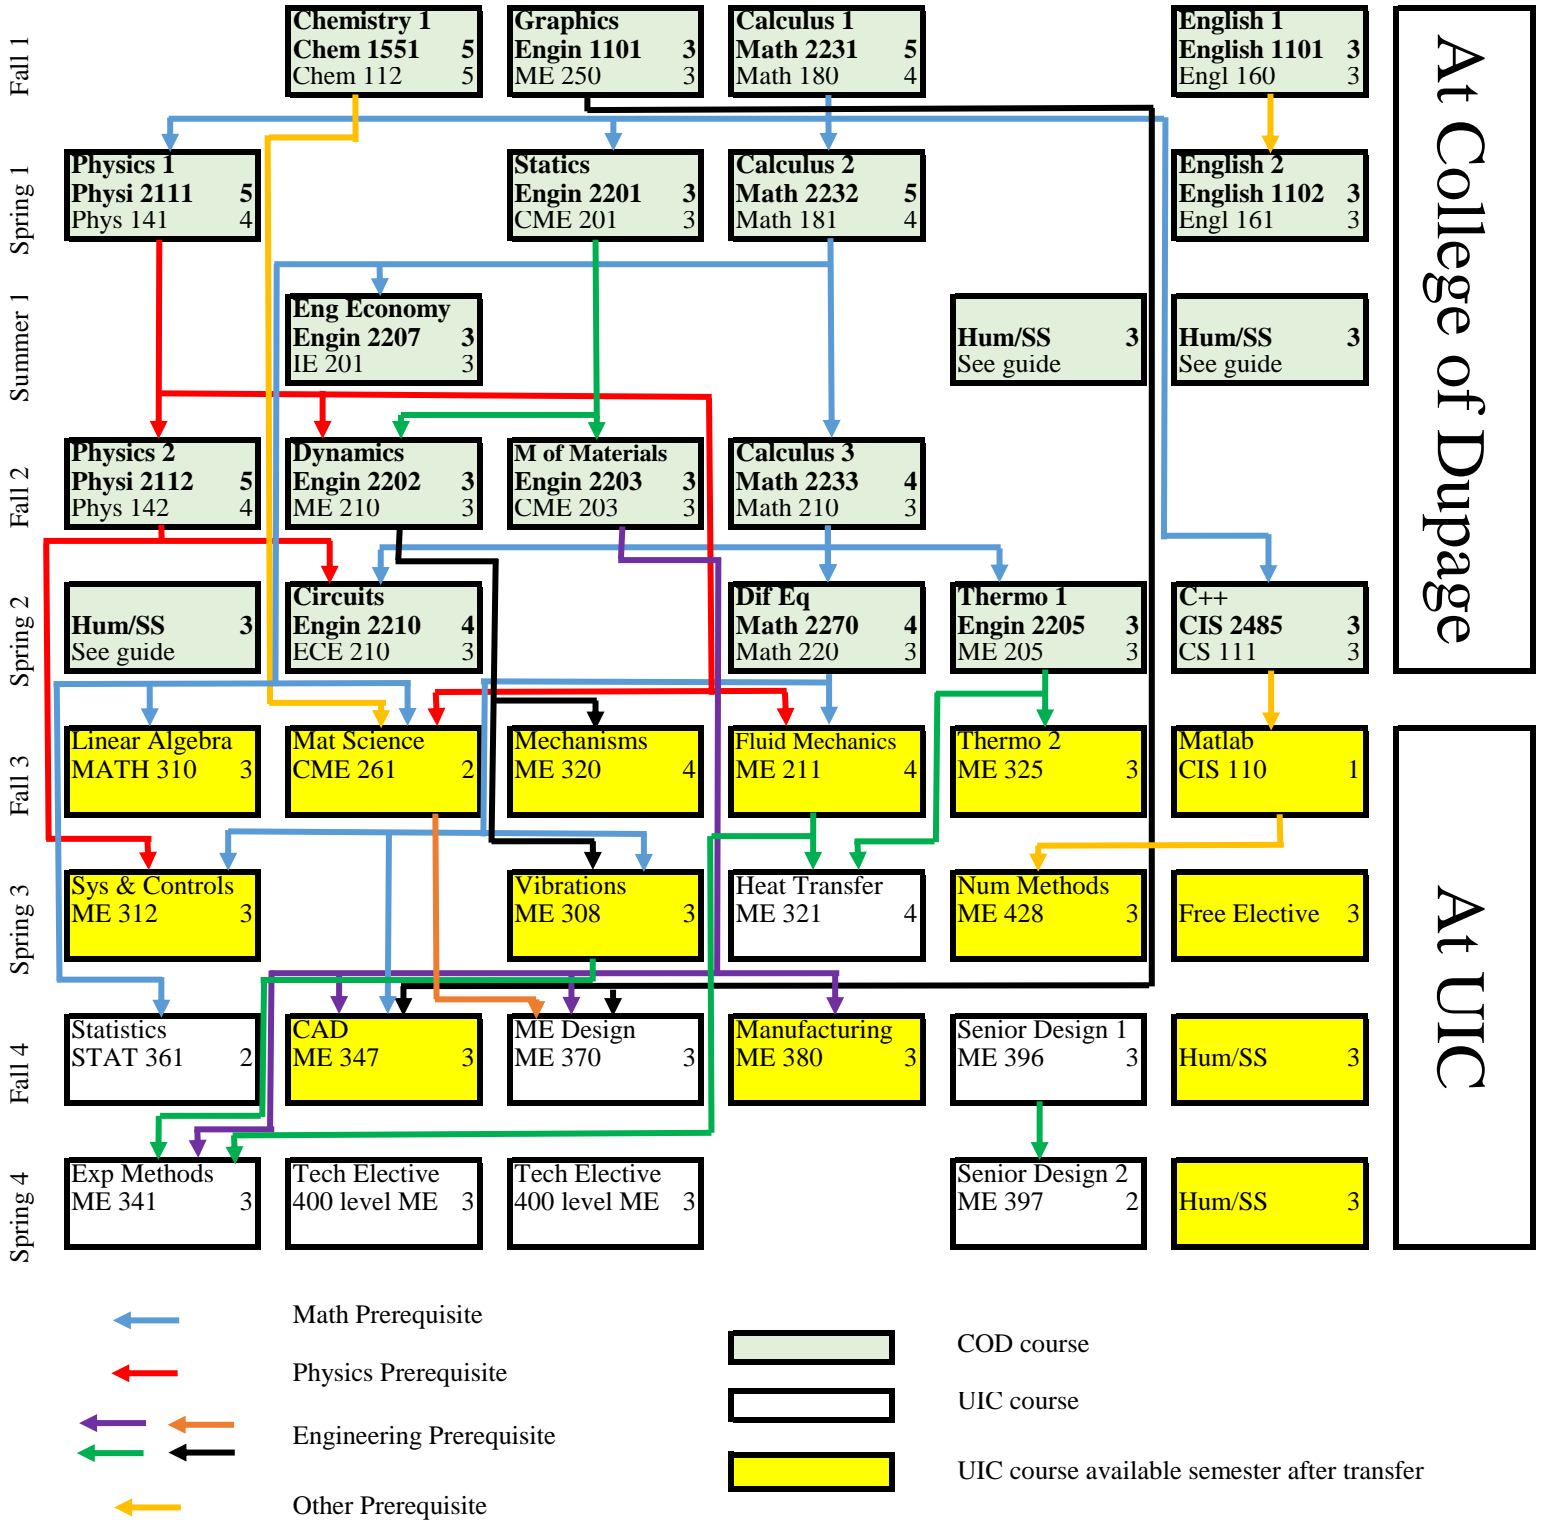 Fall 1
Chemistry 1
Chem 1551 5
Chem 112 5
Graphics
Engin 1101 3
ME 250 3
Calculus 1
Math 2231 5
Math 180 4
English 1
English 1101 3
Engl 160 3
At College of Dupage
Spring 1
Physics 1
Physi 2111 5
Phys 141 4
Statics
Engin 2201 3
CME 201 3
Calculus 2
Math 2232 5
Math 181 4
English 2
English 1102 3
Engl 161 3
Summer 1
Eng Economy
Engin 2207 3
IE 201 3
Hum/SS 3
See guide
Hum/SS 3
See guide
Fall 2
Physics 2
Physi 2112 5
Phys 142 4
Dynamics
Engin 2202 3
ME 210 3
M of Materials
Engin 2203 3
CME 203 3
Calculus 3
Math 2233 4
Math 210 3
Spring 2
Hum/SS 3
See guide
Circuits
Engin 2210 4
ECE 210 3
Dif Eq
Math 2270 4
Math 220 3
Thermo 1
Engin 2205 3
ME 205 3
C++
CIS 2485 3
CS 111 3
Fall 3
Linear Algebra
MATH 310 3
Mat Science
CME 261 2
Mechanisms
ME 320 4
Fluid Mechanics
ME 211 4
Thermo 2
ME 325 3
Matlab
CIS 110 1
At UIC
Spring 3
Sys & Controls
ME 312 3
Vibrations
ME 308 3
Heat Transfer
ME 321 4
Num Methods
ME 428 3
Free Elective 3
Fall 4
Statistics
STAT 361 2
CAD
ME 347 3
ME Design
ME 370 3
Manufacturing
ME 380 3
Senior Design 1
ME 396 3
Hum/SS 3
Spring 4
Exp Methods
ME 341 3
Tech Elective
400 level ME 3
Tech Elective
400 level ME 3
Senior Design 2
ME 397 2
Hum/SS 3
Math Prerequisite
Physics Prerequisite
Engineering Prerequisite
Other Prerequisite
COD course
UIC course
UIC course available semester after transfer